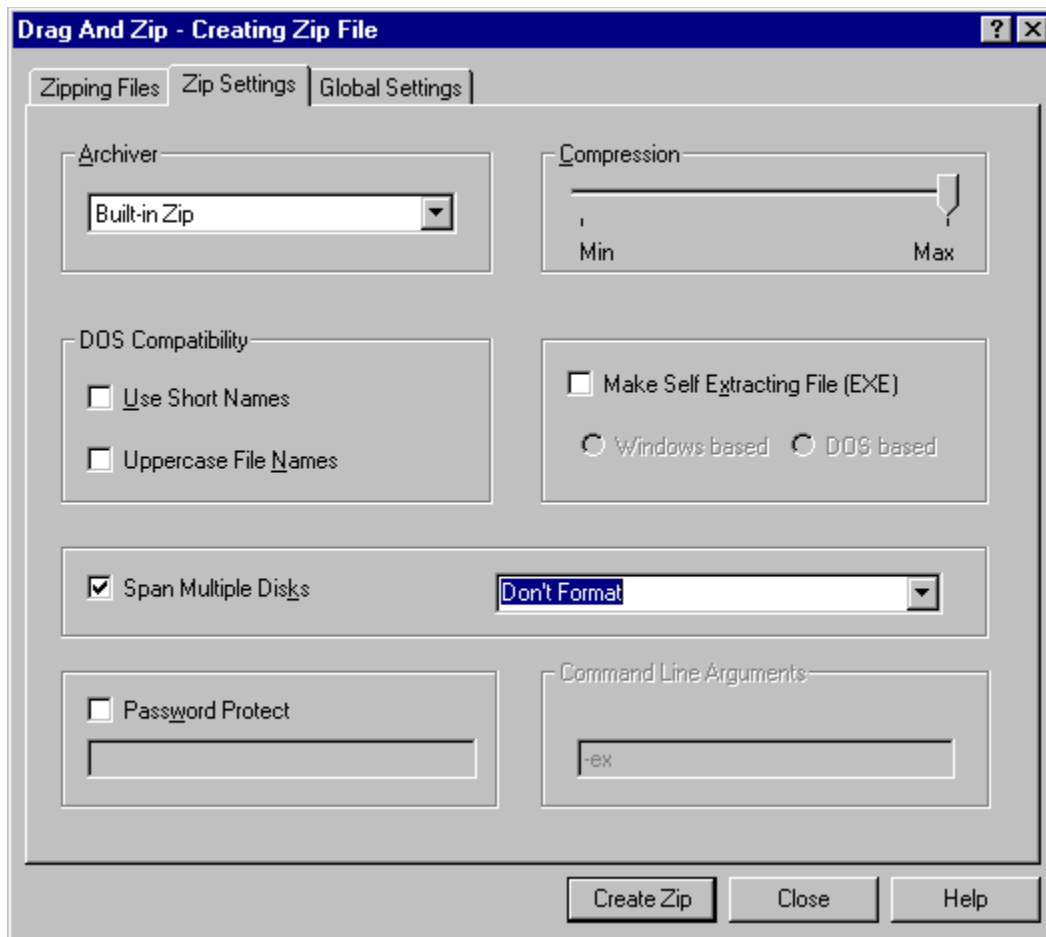 Drag And Zip - Creating Zip File
Zipping Files Zip Settings Global Settings
Archiver
Built-in Zip
Compression
Min Max
DOS Compatibility
Use Short Names
Uppercase File Names
Make Self Extracting File (EXE)
Windows based DOS based
Span Multiple Disks Don't Format
Password Protect
Command Line Arguments
-ex
Create Zip Close Help